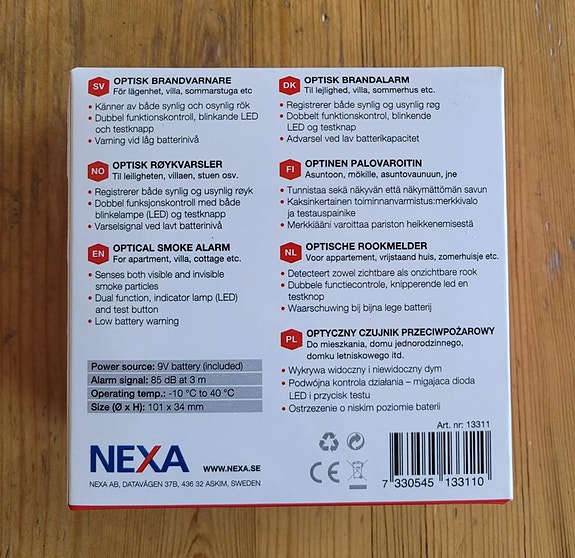 SV OPTISK BRANDVARNARE
För lägenhet, villa, sommarstuga etc
• Känner av både synlig och osynlig rök
• Dubbel funktionskontroll, blinkande LED
och testknapp
• Varning vid låg batterinivå
NO OPTISK RØYKVARSLER
Til leiligheten, villaen, stuen osv.
• Registrerer både synlig og usynlig røyk
• Dobbel funksjonskontroll med både
blinkelampe (LED) og testknapp
• Varselsignal ved lavt batterinivå
EN OPTICAL SMOKE ALARM
For apartment, villa, cottage etc.
• Senses both visible and invisible
smoke particles
• Dual function, indicator lamp (LED)
and test button
• Low battery warning
Power source: 9V battery (included)
Alarm signal: 85 dB at 3 m
Operating temp.: -10 °C to 40 °C
Size (Ø x H): 101 x 34 mm
NEXA WWW.NEXA.SE
NEXA AB, DATAVÄGEN 37B, 436 32 ASKIM, SWEDEN
DK OPTISK BRANDALARM
Til lejlighed, villa, sommerhus etc.
• Registrerer både synlig og usynlig røg
• Dobbelt funktionskontrol, blinkende
LED og testknap
• Advarsel ved lav batterikapacitet
FI OPTINEN PALOVAROITIN
Asuntoon, mökille, asuntovaunuun, jne
• Tunnistaa sekä näkyvän että näkymättömän savun
• Kaksinkertainen toiminnanvarmistus:merkkivalo
ja testauspainike
• Merkkiääni varoittaa pariston heikkenemisestä
NL OPTISCHE ROOKMELDER
Voor appartement, vrijstaand huis, zomerhuisje etc.
• Detecteert zowel zichtbare als onzichtbare rook
• Dubbele functiecontrole, knipperende led en
testknop
• Waarschuwing bij bijna lege batterij
PL OPTYCZNY CZUJNIK PRZECIWPOŻAROWY
Do mieszkania, domu jednorodzinnego,
domku letniskowego itd.
• Wykrywa widoczny i niewidoczny dym
• Podwójna kontrola działania – migajaca dioda
LED i przycisk testu
• Ostrzezenie o niskim poziomie baterii
Art. nr: 13311
CE
7 330545 133110